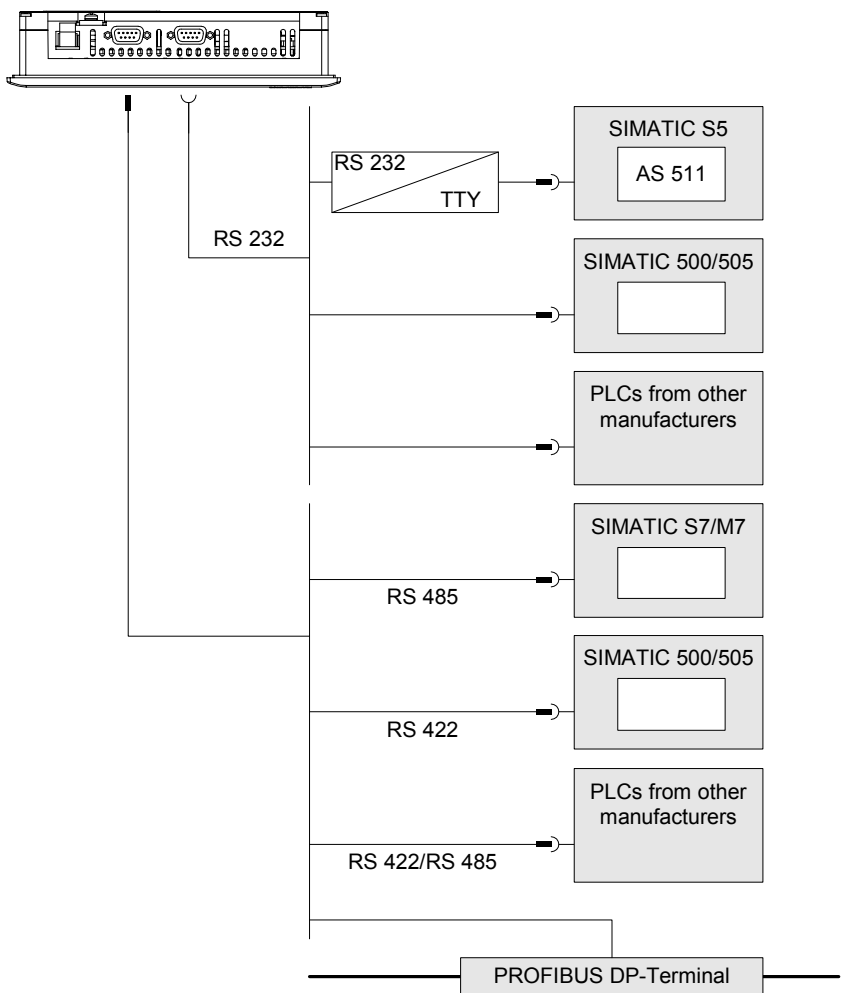 SIMATIC S5
RS 232
AS 511
TTY
RS 232
SIMATIC 500/505
PLCs from other
manufacturers
SIMATIC S7/M7
RS 485
SIMATIC 500/505
RS 422
PLCs from other
manufacturers
RS 422/RS 485
PROFIBUS DP-Terminal